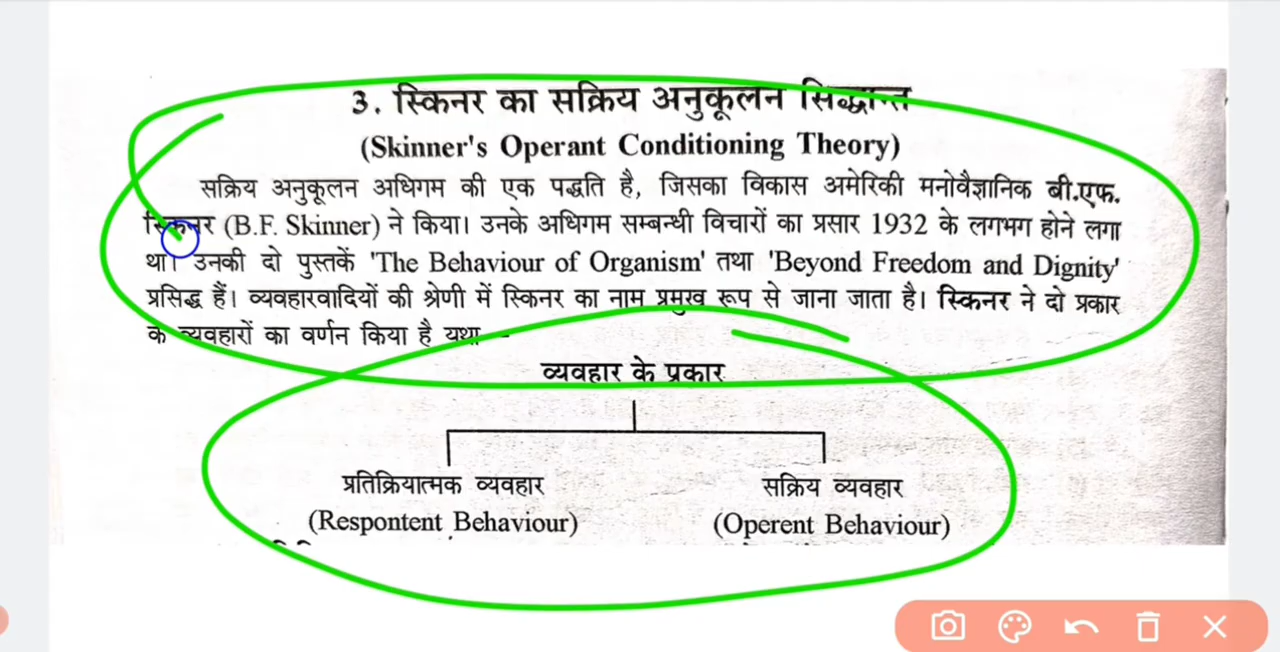 3. स्किनर का सक्रिय अनुकूलन सिद्धान्त
(Skinner's Operant Conditioning Theory)
सक्रिय अनुकूलन अधिगम की एक पद्धति है, जिसका विकास अमेरिकी मनोवैज्ञानिक बी.एफ.
स्किनर (B.F. Skinner) ने किया। उनके अधिगम सम्बन्धी विचारों का प्रसार 1932 के लगभग होने लगा
था। उनकी दो पुस्तकें 'The Behaviour of Organism' तथा 'Beyond Freedom and Dignity'
प्रसिद्ध हैं। व्यवहारवादियों की श्रेणी में स्किनर का नाम प्रमुख रूप से जाना जाता है। स्किनर ने दो प्रकार
के व्यवहारों का वर्णन किया है यथा –
व्यवहार के प्रकार
प्रतिक्रियात्मक व्यवहार सक्रिय व्यवहार
(Respontent Behaviour) (Operent Behaviour)